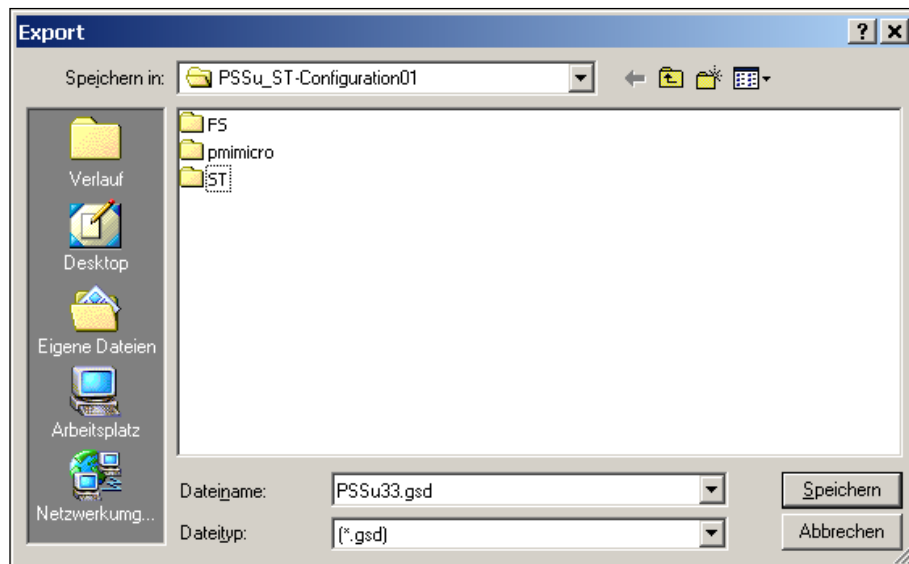 Export
Speichern in:
PSSu_ST-Configuration01
FS
pmimicro
ST
Verlauf
Desktop
Eigene Dateien
Arbeitsplatz
Netzwerkumg...
Dateiname:
PSSu33.gsd
Speichern
Dateityp:
(*.gsd)
Abbrechen